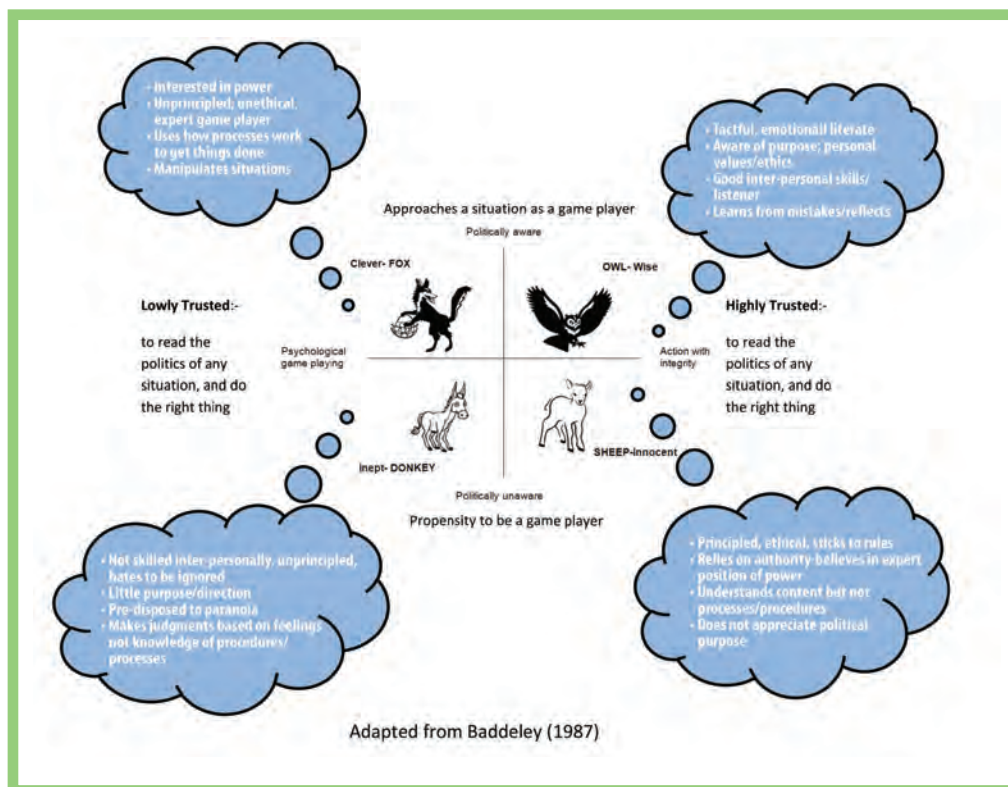 • Interested in power
• Unprincipled; unethical,
expert game player
• Uses how processes work
to get things done
• Manipulates situations
• Tactful, emotionall literate
• Aware of purpose; personal
values/ethics
• Good inter-personal skills/
listener
• Learns from mistakes/reflects
Approaches a situation as a game player
Politically aware
Clever- FOX
OWL- Wise
Lowly Trusted:-
to read the
politics of any
situation, and do
the right thing
Psychological
game playing
Action with
integrity
Highly Trusted:-
to read the
politics of any
situation, and do
the right thing
inept- DONKEY
SHEEP-innocent
Politically unaware
Propensity to be a game player
• Not skilled inter-personally, unprincipled,
hates to be ignored
• Little purpose/direction
• Pre-disposed to paranoia
• Makes judgments based on feelings
not knowledge of procedures/
processes
• Principled, ethical, sticks to rules
• Relies on authority believes in expert
position of power
• Understands content but not
processes/procedures
• Does not appreciate political
purpose
Adapted from Baddeley (1987)